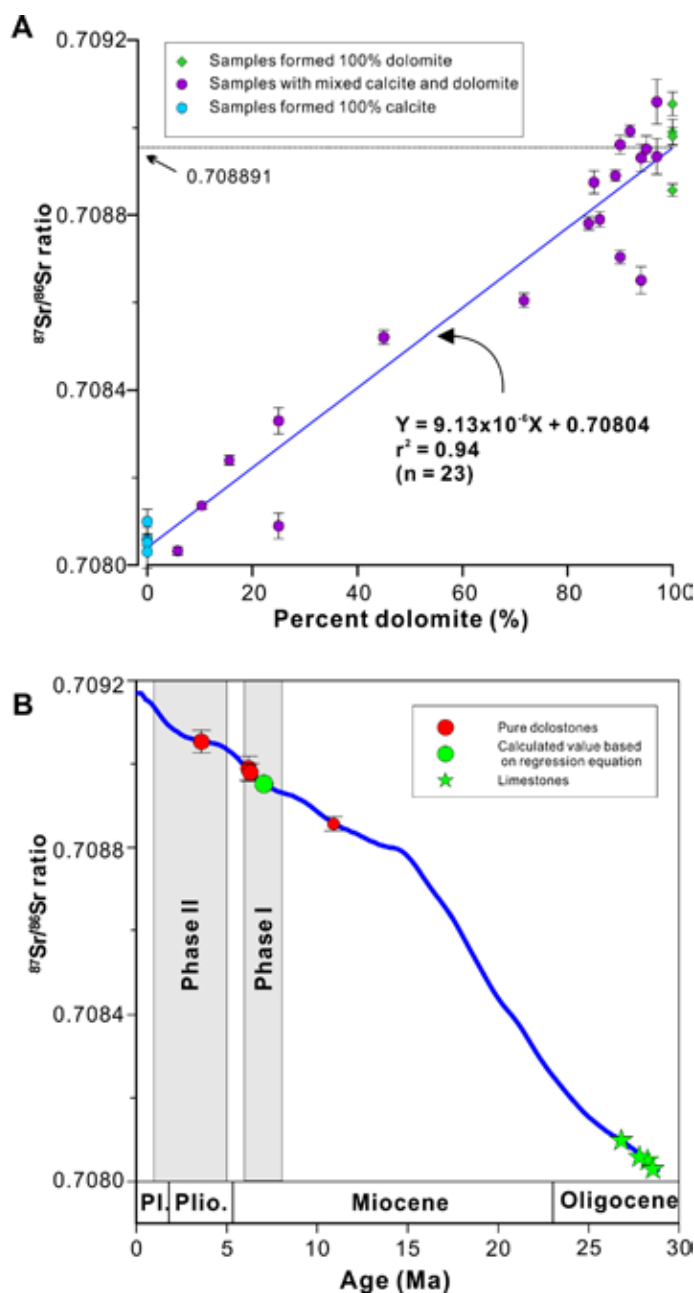 A
0.7092
Samples formed 100% dolomite
Samples with mixed calcite and dolomite
Samples formed 100% calcite
0.708891
0.7088
⁸⁷Sr/⁸⁶Sr ratio
0.7084
Y = 9.13x10⁻⁶X + 0.70804
r² = 0.94
(n = 23)
0.7080
0 20 40 60 80 100
Percent dolomite (%)
B
0.7092
Pure dolostones
Calculated value based
on regression equation
Limestones
0.7088
⁸⁷Sr/⁸⁶Sr ratio
Phase II
Phase I
0.7084
0.7080
Pl. Plio. Miocene Oligocene
0 5 10 15 20 25 30
Age (Ma)